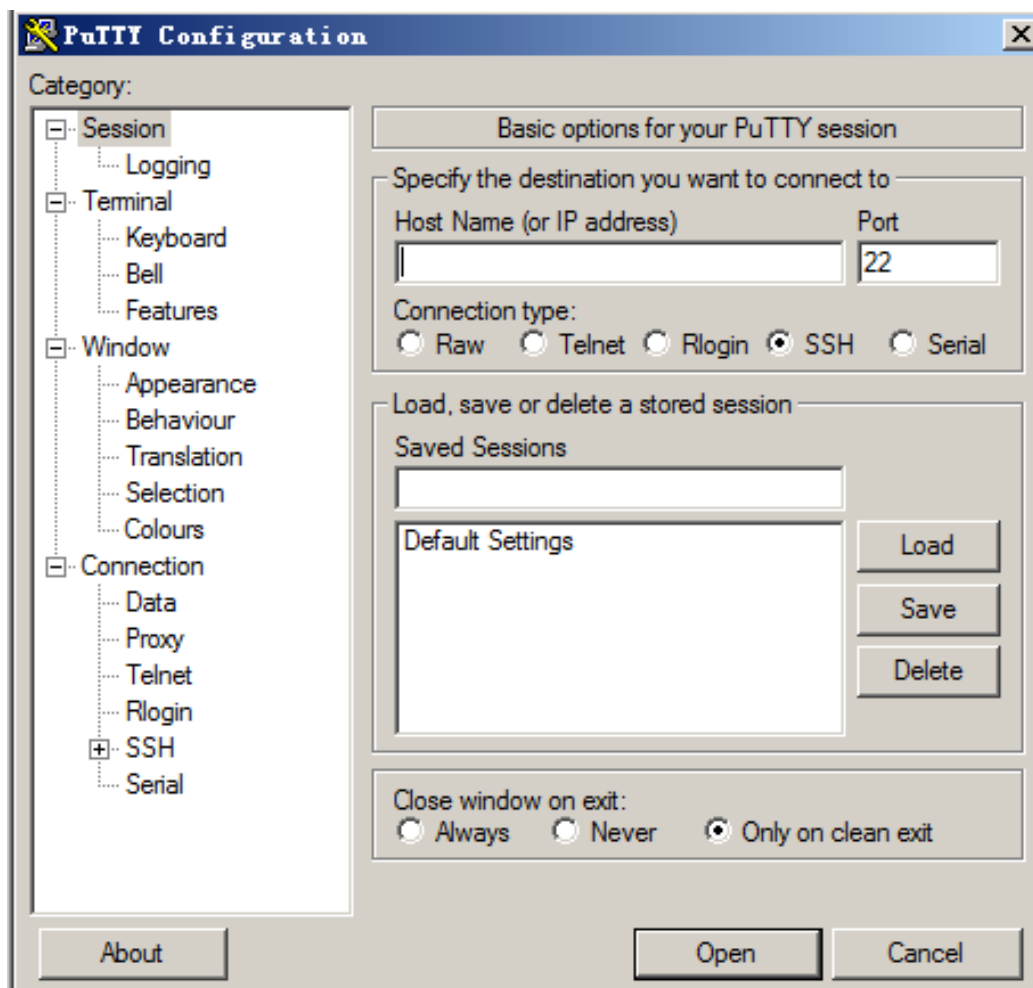 PuTTY Configuration
Category:
Session
Logging
Terminal
Keyboard
Bell
Features
Window
Appearance
Behaviour
Translation
Selection
Colours
Connection
Data
Proxy
Telnet
Rlogin
SSH
Serial
Basic options for your PuTTY session
Specify the destination you want to connect to
Host Name (or IP address) Port
22
Connection type:
Raw Telnet Rlogin SSH Serial
Load, save or delete a stored session
Saved Sessions
Default Settings
Load
Save
Delete
Close window on exit:
Always Never Only on clean exit
About Open Cancel